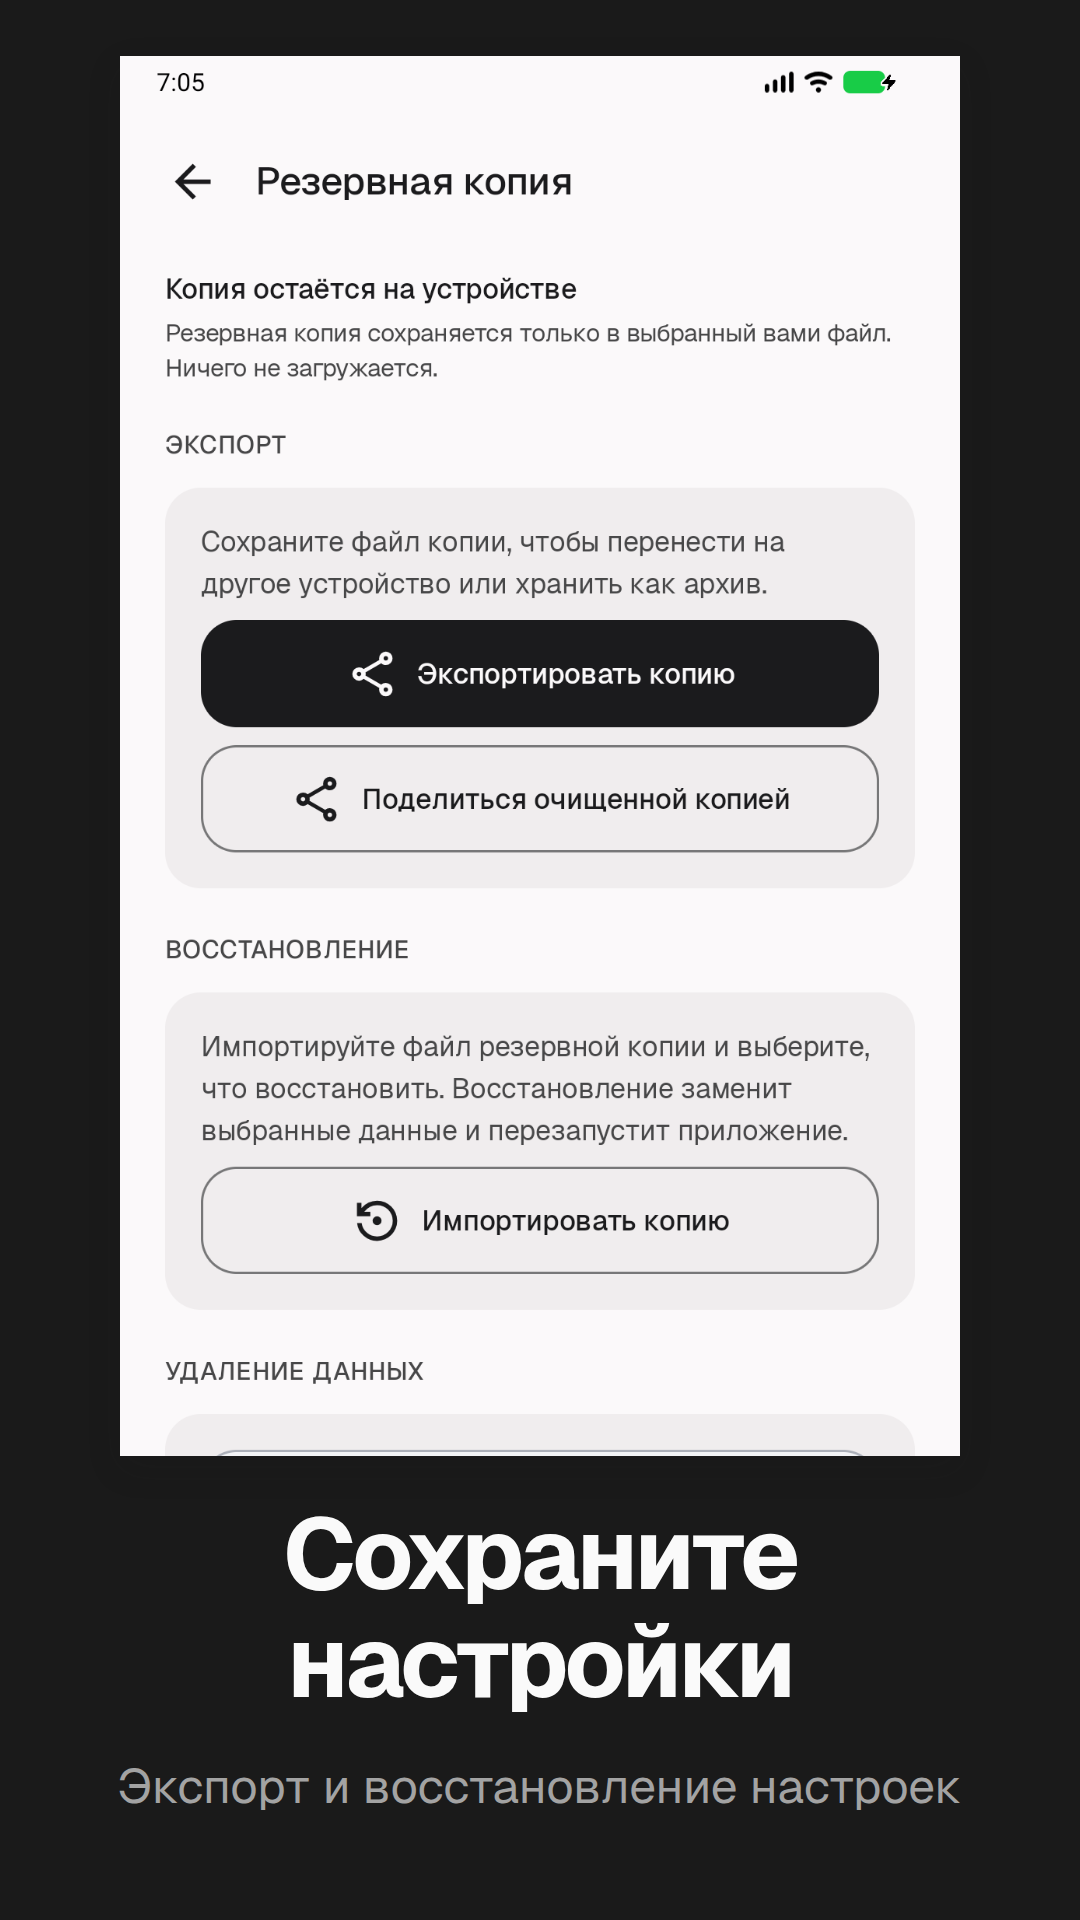 7:05
Резервная копия
Копия остаётся на устройстве
Резервная копия сохраняется только в выбранный вами файл.
Ничего не загружается.
ЭКСПОРТ
Сохраните файл копии, чтобы перенести на
другое устройство или хранить как архив.
Экспортировать копию
Поделиться очищенной копией
ВОССТАНОВЛЕНИЕ
Импортируйте файл резервной копии и выберите,
что восстановить. Восстановление заменит
выбранные данные и перезапустит приложение.
Импортировать копию
УДАЛЕНИЕ ДАННЫХ
Сохраните
настройки
Экспорт и восстановление настроек